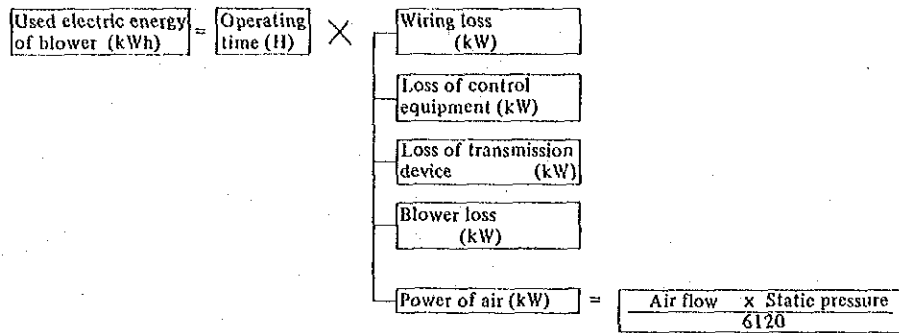 Used electric energy
of blower (kWh)
=
Operating
time (H)
×
Wiring loss
(kW)
Loss of control
equipment (kW)
Loss of transmission
device (kW)
Blower loss
(kW)
Power of air (kW) = Air flow x Static pressure
6120